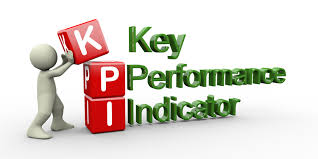 K Key
P Performance
I Indicator